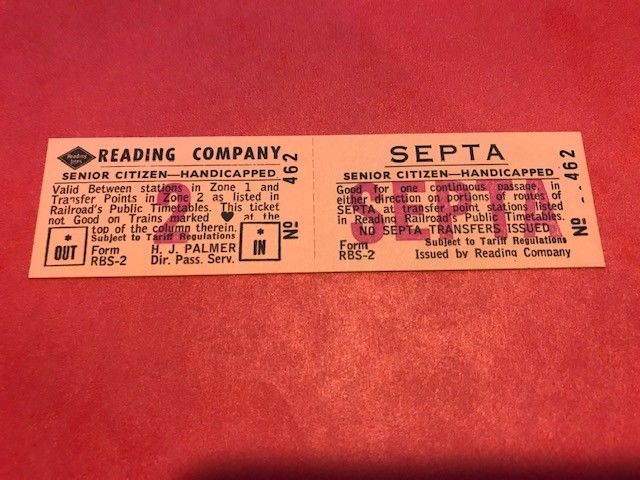 Reading Lines
READING COMPANY
SENIOR CITIZEN—HANDICAPPED
Valid Between stations in Zone 1 and
Transfer Points in Zone 2 as listed in
Railroad's Public Timetables. This ticket
not Good on Trains marked ♥ at the
top of the column therein.
Subject to Tariff Regulations
* OUT
Form RBS-2
H. J. PALMER
Dir. Pass. Serv.
* IN
2
No 462
SEPTA
SENIOR CITIZEN—HANDICAPPED
Good for one continuous passage, in
either direction on portions of routes of
SEPTA at transfer point stations listed
in Reading Railroad's Public Timetables.
NO SEPTA TRANSFERS ISSUED
Form RBS-2
Subject to Tariff Regulations
Issued by Reading Company
SEPTA
No - - 462